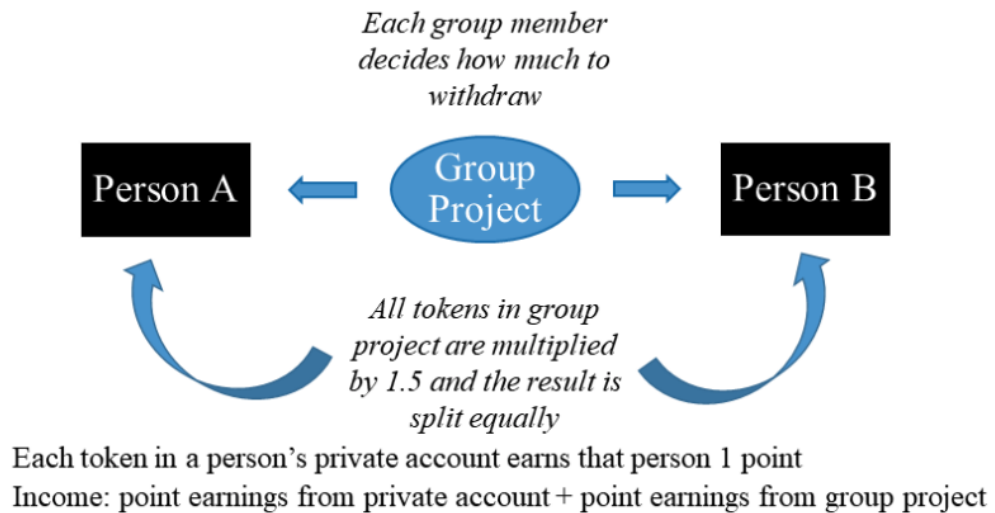 Each group member
decides how much to
withdraw
Person A
Group
Project
Person B
All tokens in group
project are multiplied
by 1.5 and the result is
split equally
Each token in a person’s private account earns that person 1 point
Income: point earnings from private account + point earnings from group project